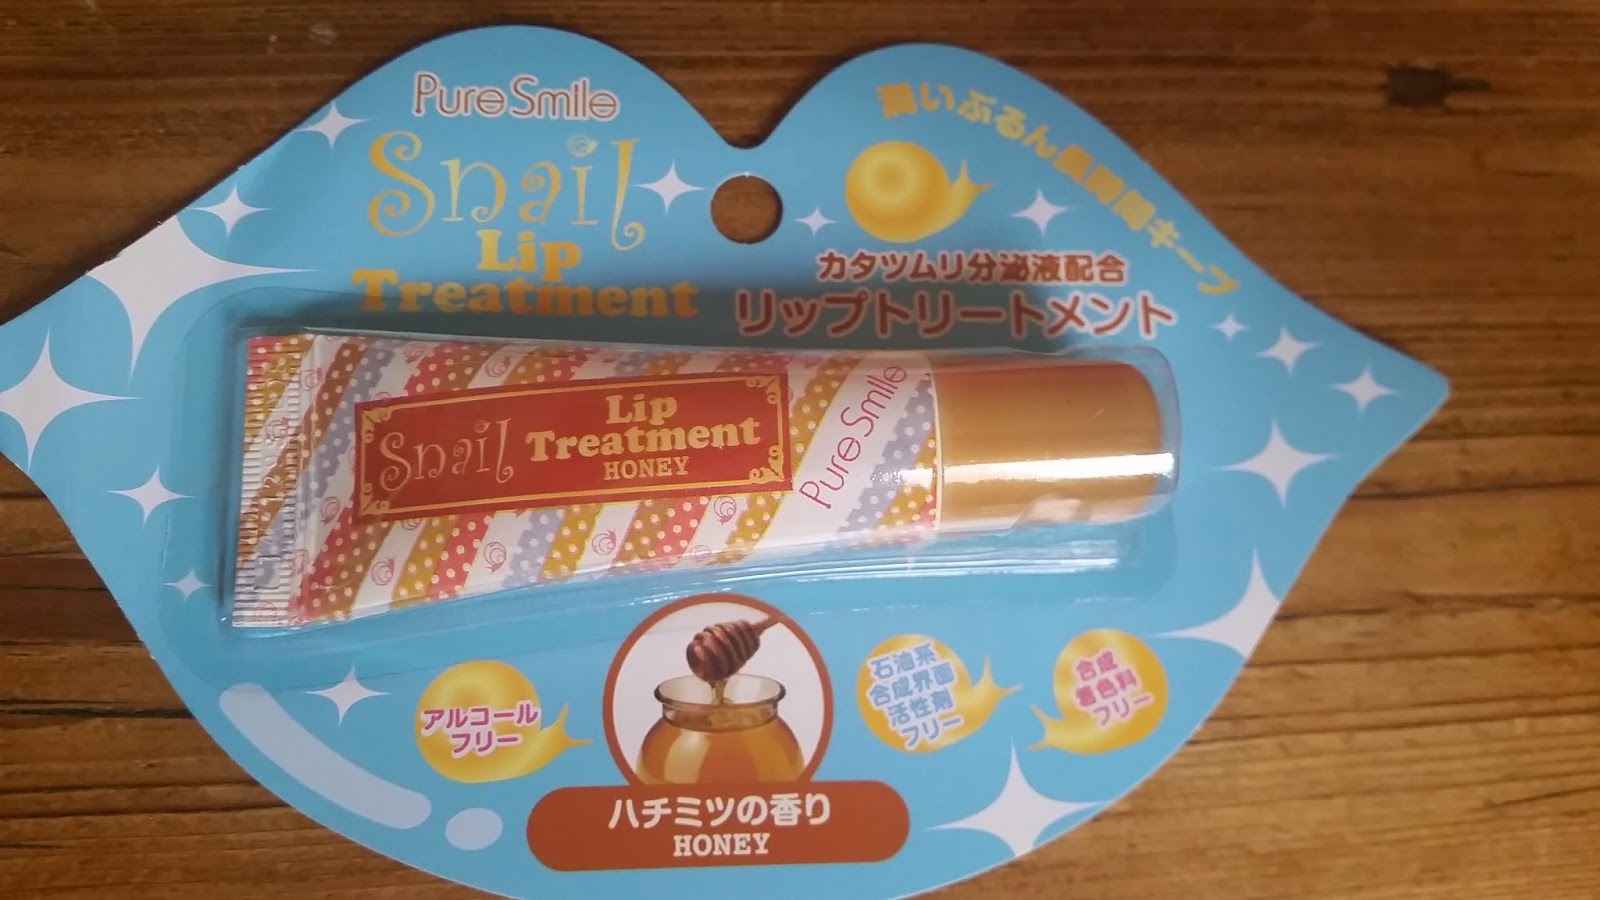 Pure Smile
Snail
Lip
Treatment
潤いぷるん長時間キープ
カタツムリ分泌液配合
リップトリートメント
Snail
Lip
Treatment
HONEY
Pure Smile
アルコール
フリー
石油系
合成界面
活性剤
フリー
合成
着色料
フリー
ハチミツの香り
HONEY